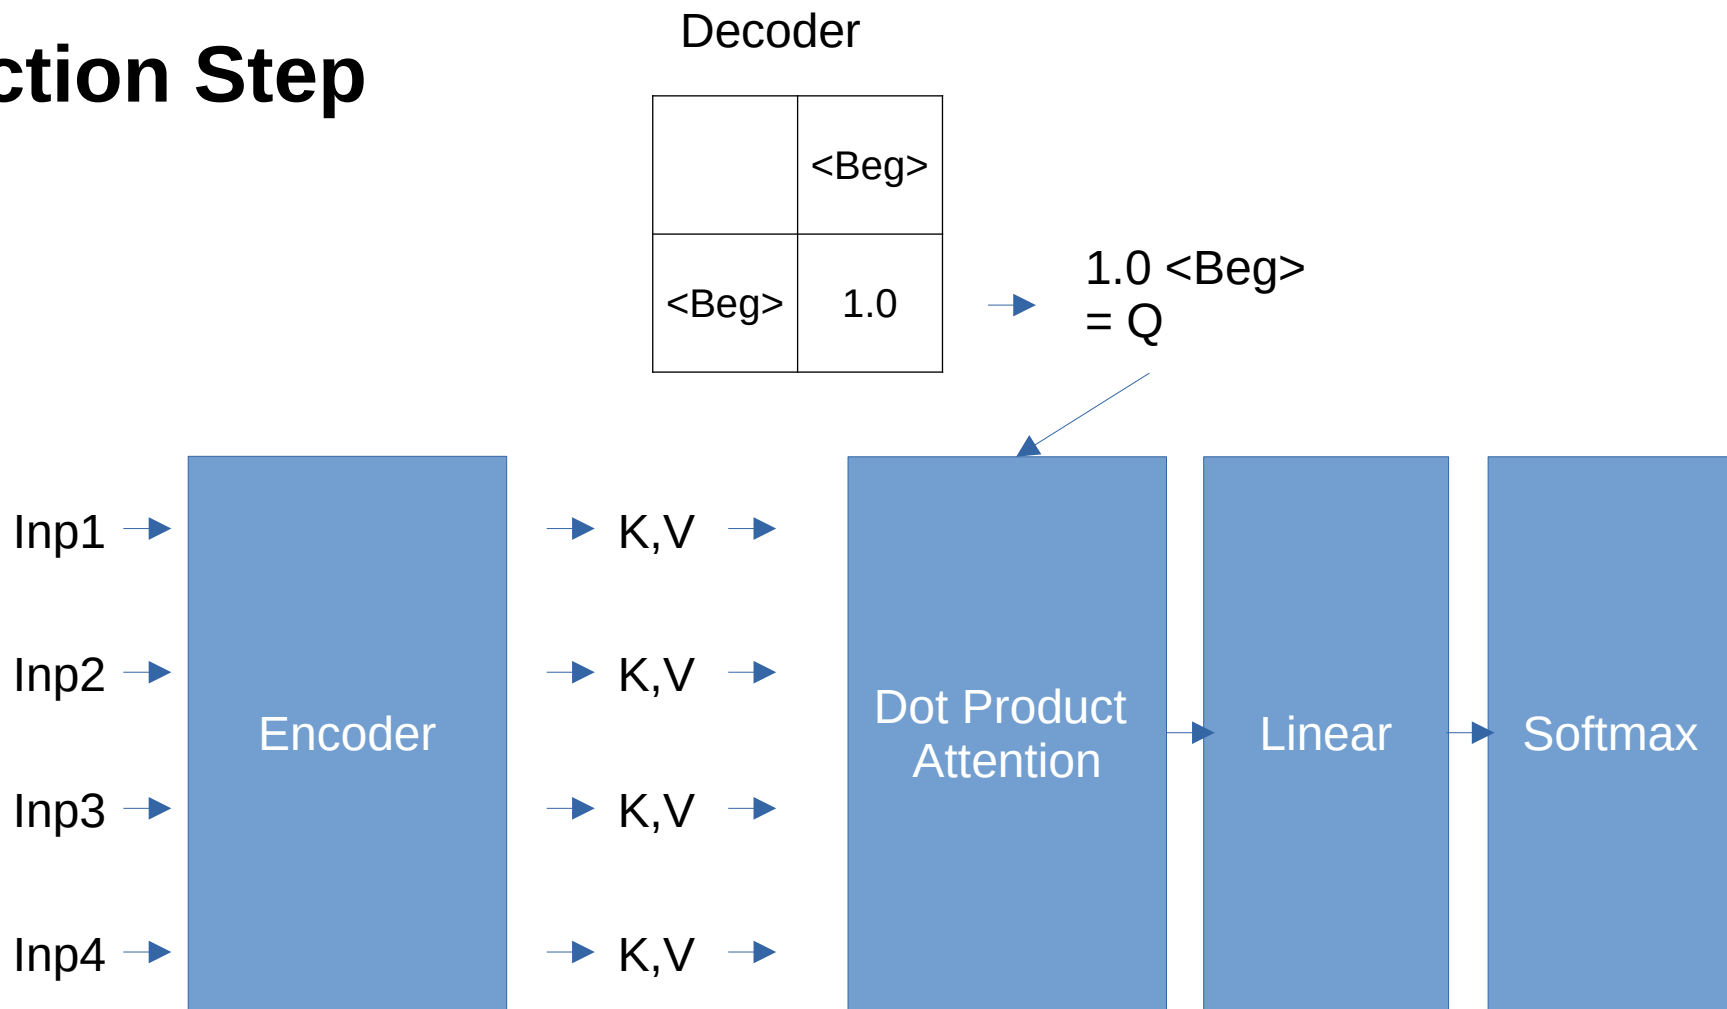 ction Step
Decoder
<Beg>
<Beg> 1.0
1.0 <Beg>
= Q
Inp1 K,V
Inp2 K,V
Inp3 K,V
Inp4 K,V
Encoder
Dot Product
Attention
Linear
Softmax